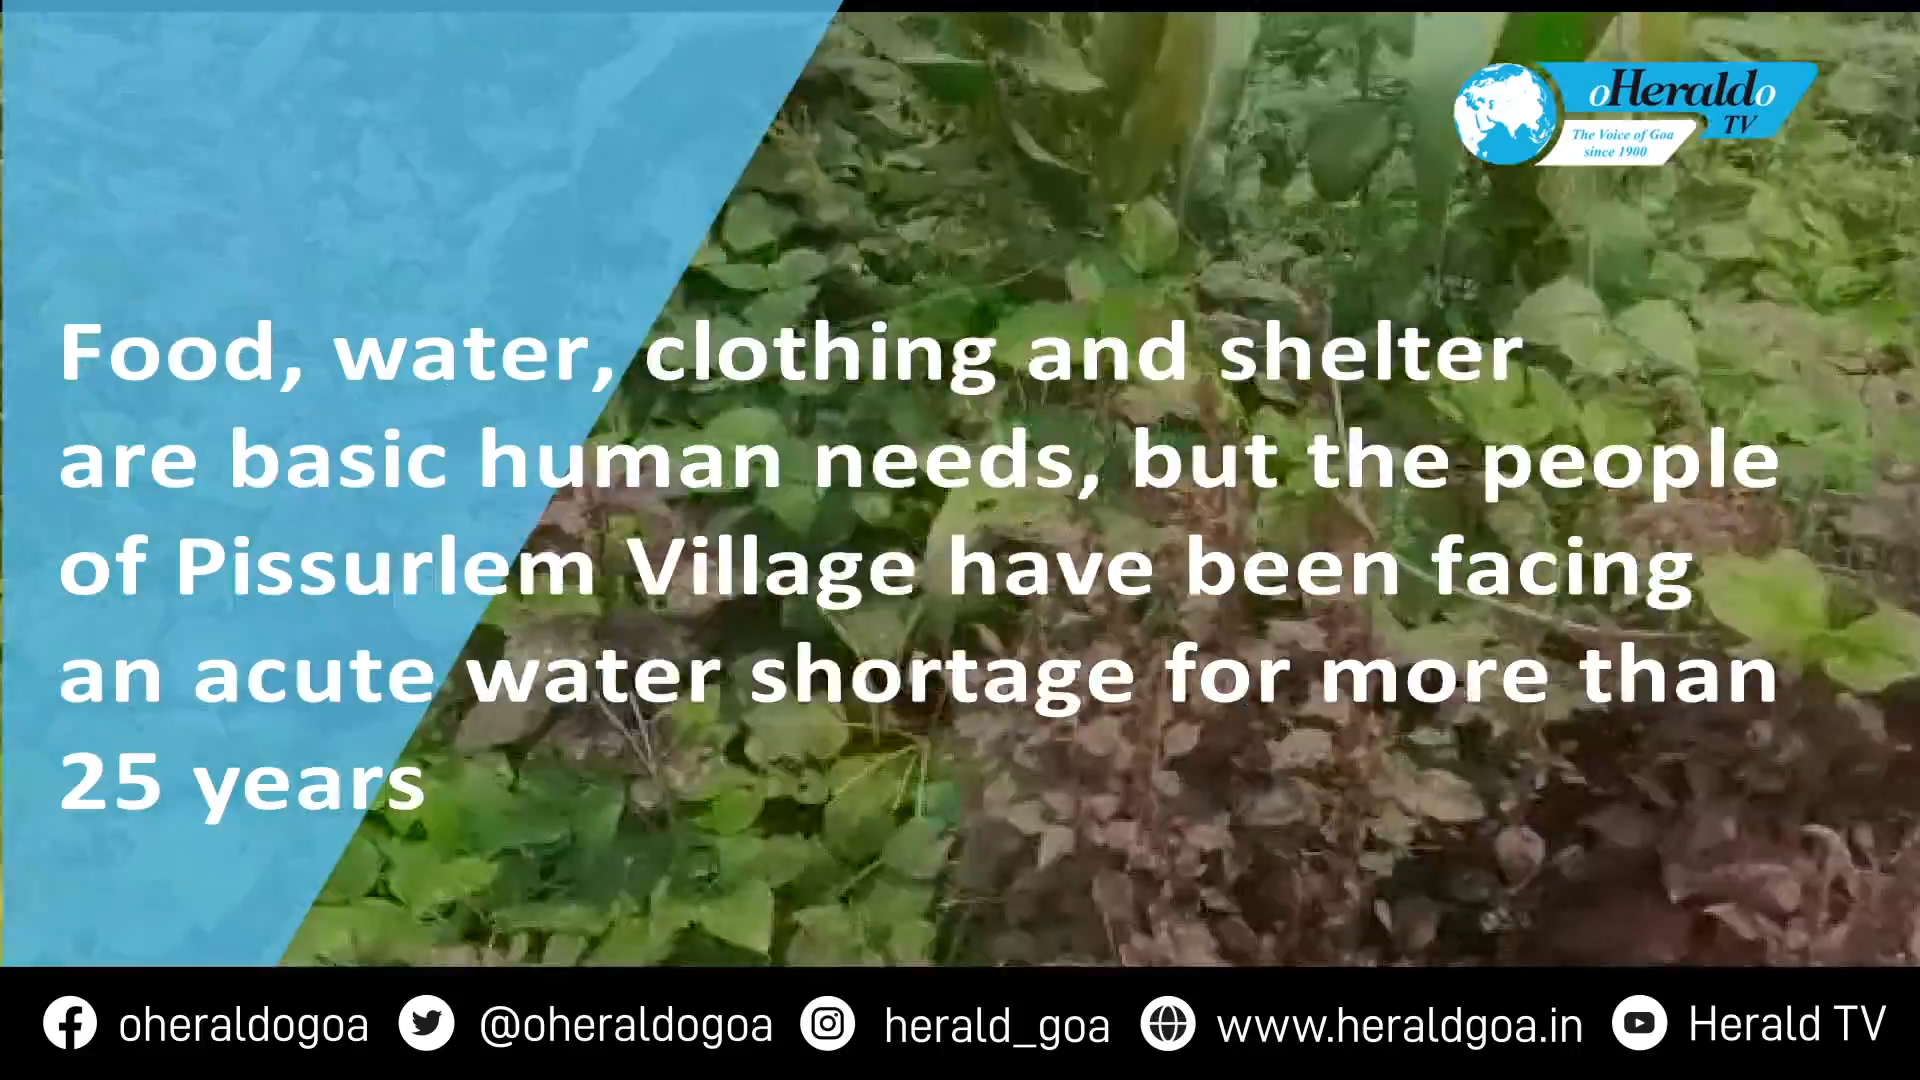 oHeraldo
TV
The Voice of Goa
since 1900
Food, water, clothing and shelter
are basic human needs, but the people
of Pissurlem Village have been facing
an acute water shortage for more than
25 years
oheraldogoa @oheraldogoa herald_goa www.heraldgoa.in Herald TV